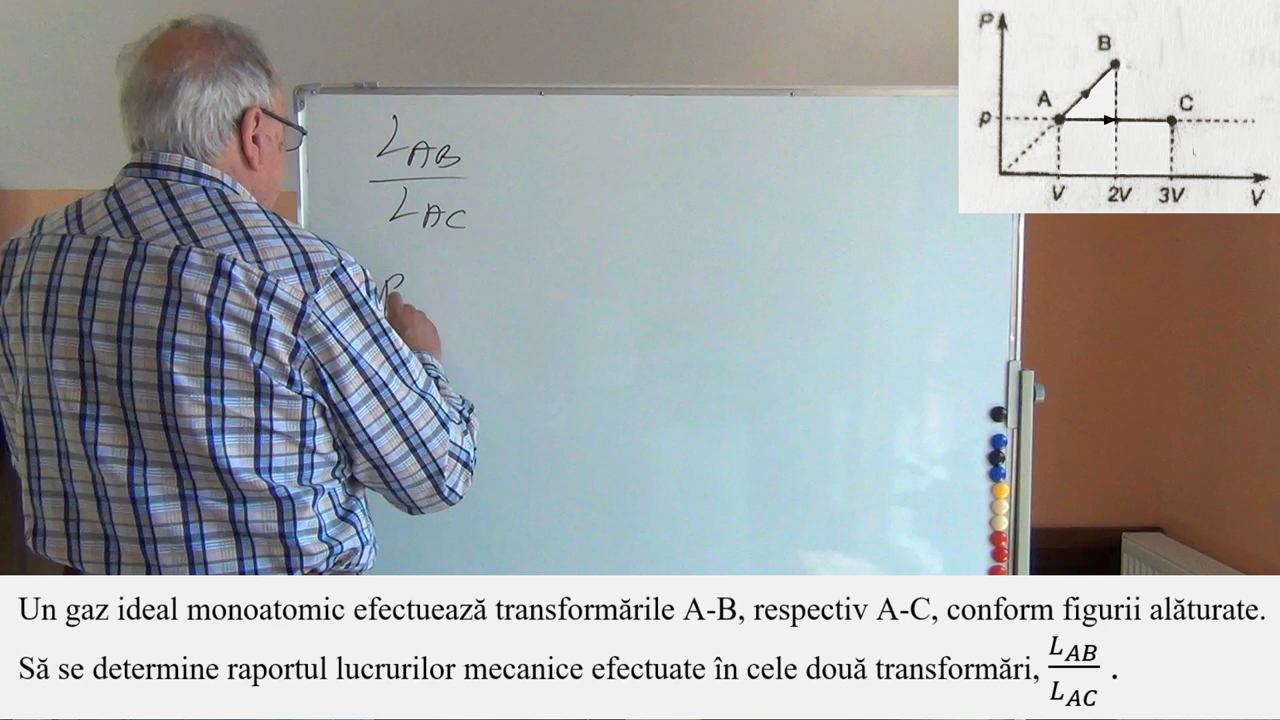 L_AB
L_AC
P
P
B
A
C
p
V
2V
3V
V
Un gaz ideal monoatomic efectuează transformările A-B, respectiv A-C, conform figurii alăturate.
Să se determine raportul lucrurilor mecanice efectuate în cele două transformări, L_AB / L_AC .